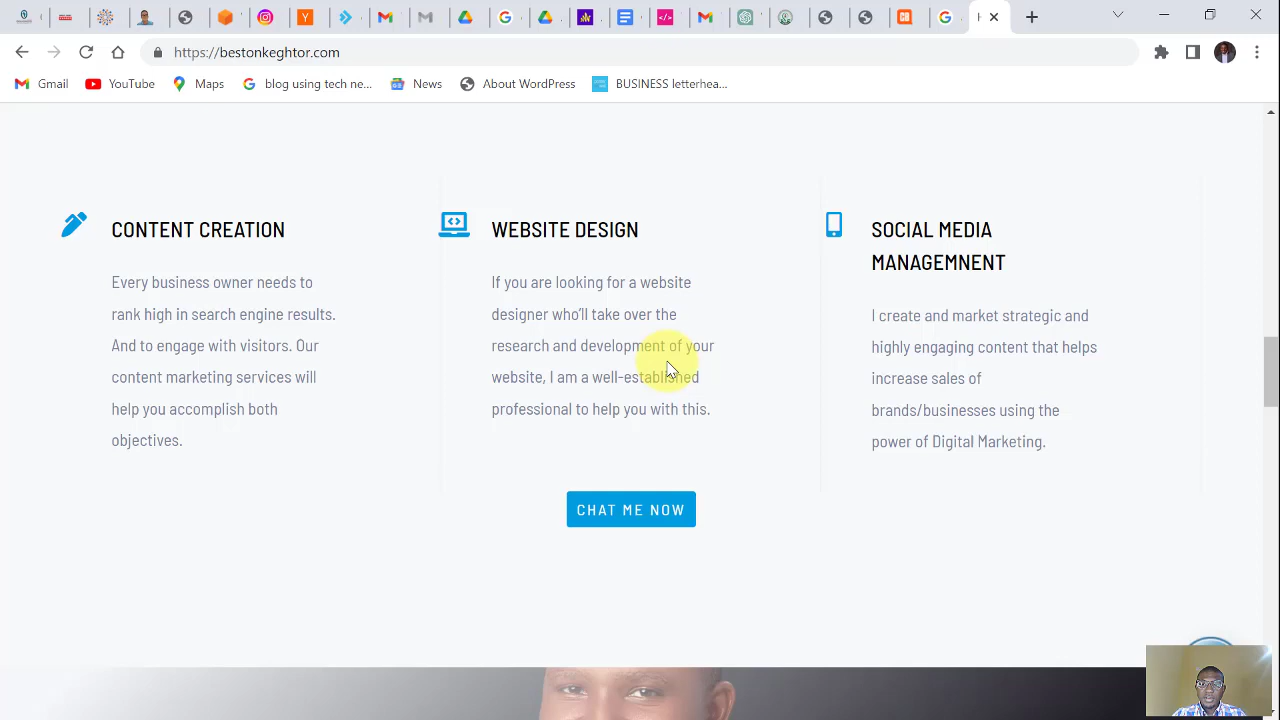 https://bestonkeghtor.com
Gmail
YouTube
Maps
blog using tech ne...
News
About WordPress
BUSINESS letterhea...
CONTENT CREATION
Every business owner needs to
rank high in search engine results.
And to engage with visitors. Our
content marketing services will
help you accomplish both
objectives.
WEBSITE DESIGN
If you are looking for a website
designer who'll take over the
research and development of your
website, I am a well-established
professional to help you with this.
SOCIAL MEDIA
MANAGEMNENT
I create and market strategic and
highly engaging content that helps
increase sales of
brands/businesses using the
power of Digital Marketing.
CHAT ME NOW